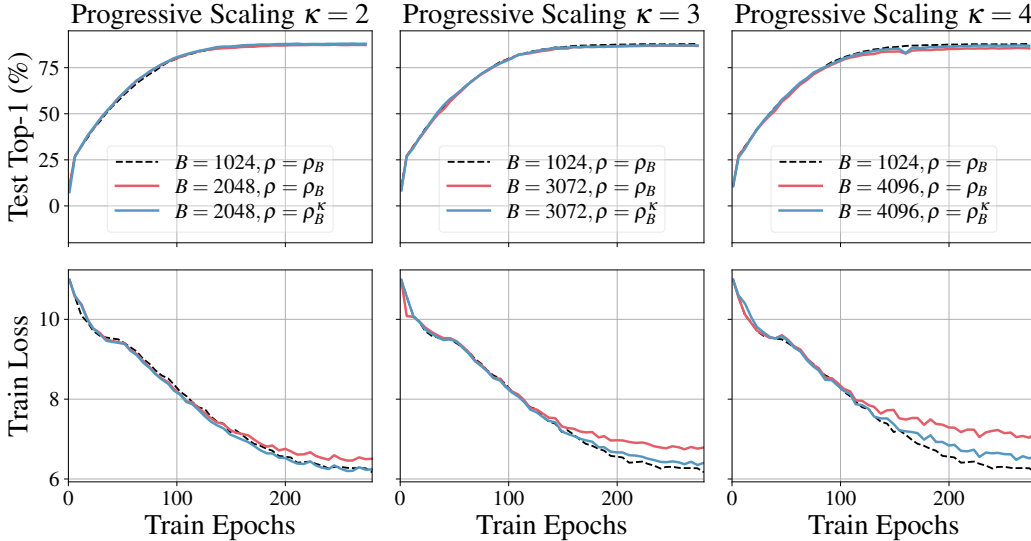 Progressive Scaling κ = 2
Progressive Scaling κ = 3
Progressive Scaling κ = 4
Test Top-1 (%)
75
50
25
0
B = 1024, ρ = ρ_B
B = 2048, ρ = ρ_B
B = 2048, ρ = ρ_B^κ
B = 1024, ρ = ρ_B
B = 3072, ρ = ρ_B
B = 3072, ρ = ρ_B^κ
B = 1024, ρ = ρ_B
B = 4096, ρ = ρ_B
B = 4096, ρ = ρ_B^κ
Train Loss
10
8
6
0 100 200
0 100 200
0 100 200
Train Epochs
Train Epochs
Train Epochs